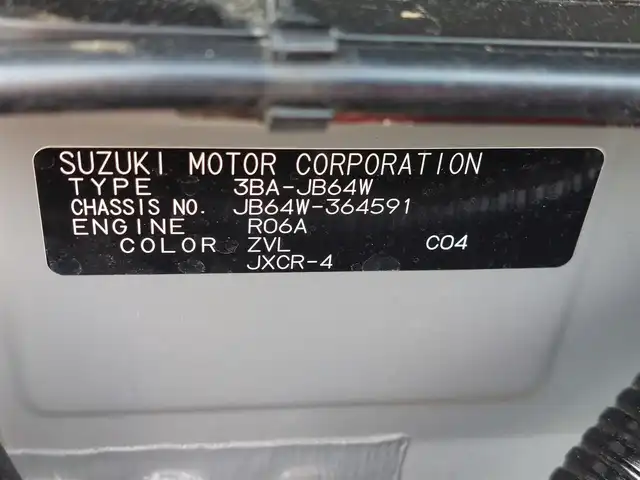 SUZUKI MOTOR CORPORATION
TYPE 3BA-JB64W
CHASSIS NO. JB64W-364591
ENGINE R06A
COLOR ZVL C04
JXCR-4